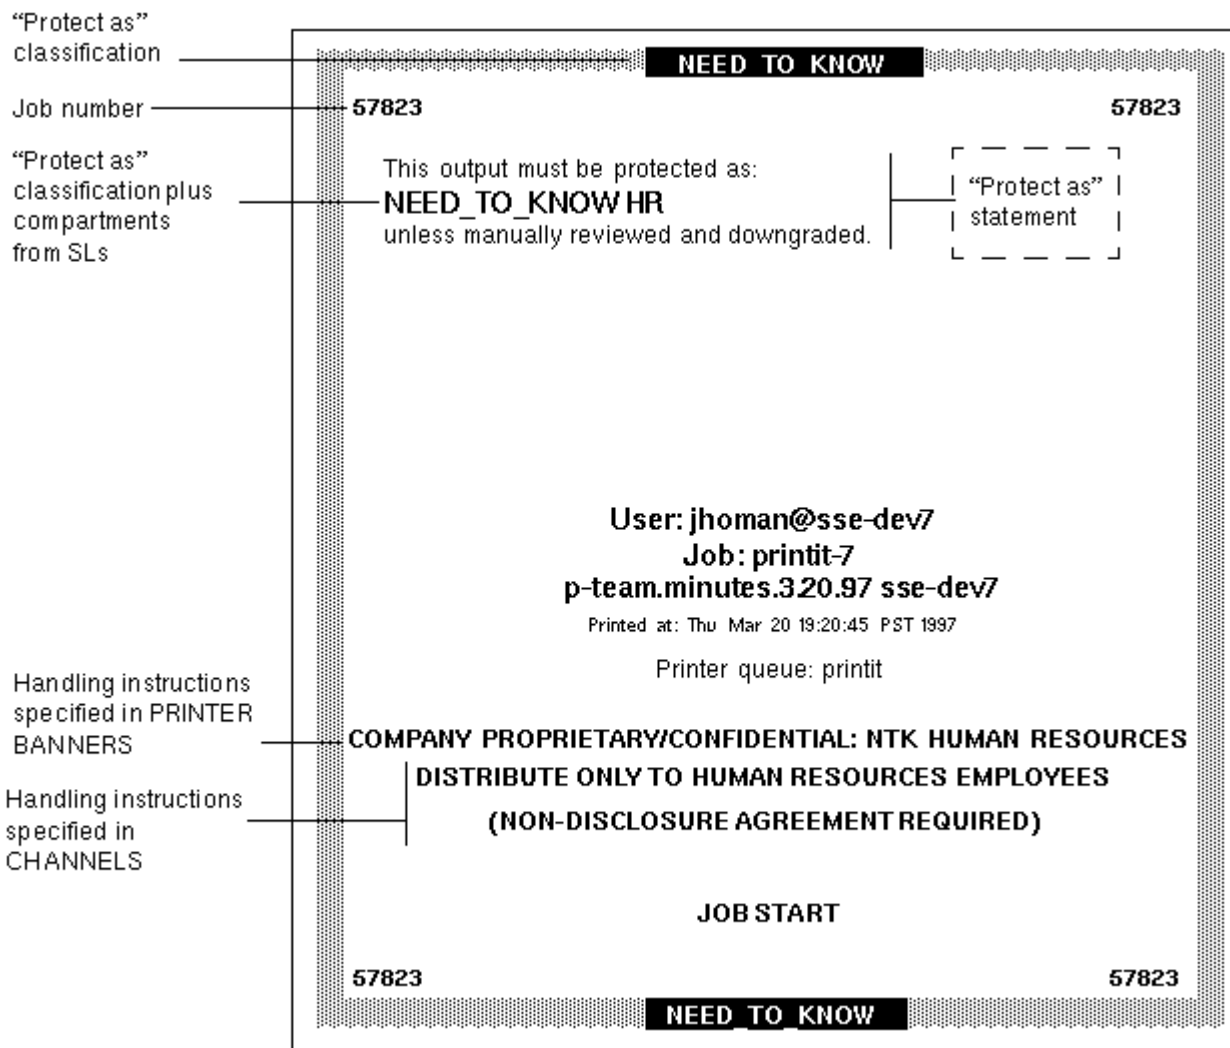 “Protect as”
classification
NEED_TO_KNOW
Job number
57823
57823
“Protect as”
classification plus
compartments
from SLs
This output must be protected as:
NEED_TO_KNOW HR
unless manually reviewed and downgraded.
“Protect as”
statement
User: jhoman@sse-dev7
Job: printit-7
p-team.minutes.3.20.97 sse-dev7
Printed at: Thu Mar 20 19:20:45 PST 1997
Printer queue: printit
Handling instructions
specified in PRINTER
BANNERS
COMPANY PROPRIETARY/CONFIDENTIAL: NTK HUMAN RESOURCES
DISTRIBUTE ONLY TO HUMAN RESOURCES EMPLOYEES
(NON-DISCLOSURE AGREEMENT REQUIRED)
Handling instructions
specified in
CHANNELS
JOB START
57823
57823
NEED_TO_KNOW